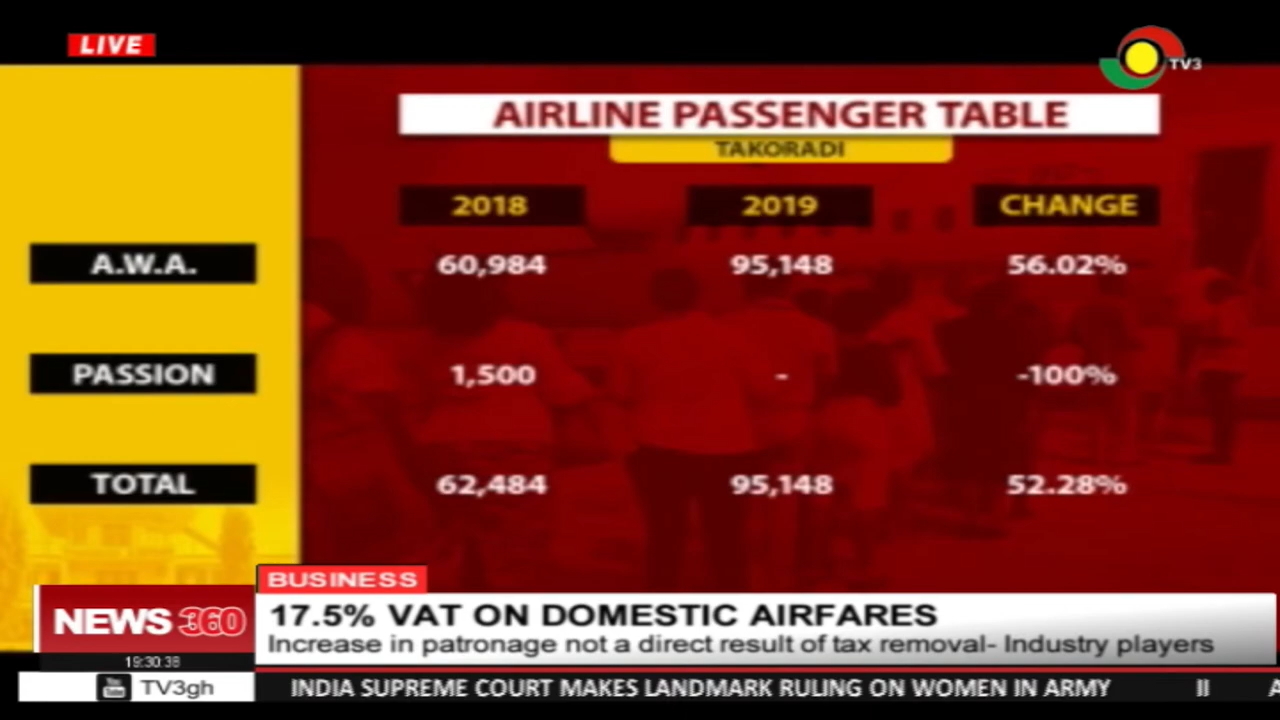 LIVE
TV3
AIRLINE PASSENGER TABLE
TAKORADI
2018 2019 CHANGE
A.W.A. 60,984 95,148 56.02%
PASSION 1,500 - -100%
TOTAL 62,484 95,148 52.28%
BUSINESS
NEWS 360
17.5% VAT ON DOMESTIC AIRFARES
Increase in patronage not a direct result of tax removal- Industry players
19:30:38
You Tube TV3gh
INDIA SUPREME COURT MAKES LANDMARK RULING ON WOMEN IN ARMY || A